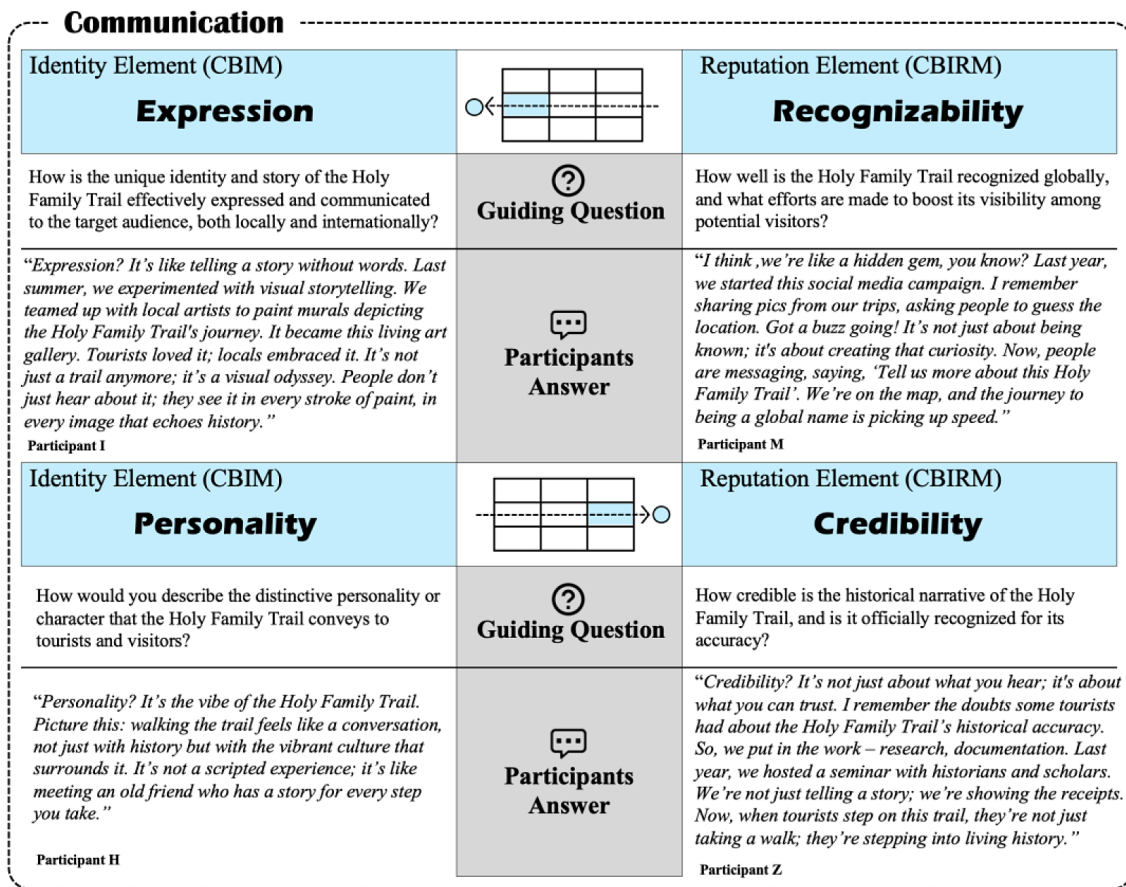 Communication
Identity Element (CBIM)
Expression
Reputation Element (CBIRM)
Recognizability
How is the unique identity and story of the Holy
Family Trail effectively expressed and communicated
to the target audience, both locally and internationally?
Guiding Question
How well is the Holy Family Trail recognized globally,
and what efforts are made to boost its visibility among
potential visitors?
“Expression? It’s like telling a story without words. Last
summer, we experimented with visual storytelling. We
teamed up with local artists to paint murals depicting
the Holy Family Trail's journey. It became this living art
gallery. Tourists loved it; locals embraced it. It’s not
just a trail anymore; it’s a visual odyssey. People don’t
just hear about it; they see it in every stroke of paint, in
every image that echoes history.”
Participant I
Participants
Answer
“I think ,we’re like a hidden gem, you know? Last year,
we started this social media campaign. I remember
sharing pics from our trips, asking people to guess the
location. Got a buzz going! It’s not just about being
known; it's about creating that curiosity. Now, people
are messaging, saying, ‘Tell us more about this Holy
Family Trail’. We’re on the map, and the journey to
being a global name is picking up speed.”
Participant M
Identity Element (CBIM)
Personality
Reputation Element (CBIRM)
Credibility
How would you describe the distinctive personality or
character that the Holy Family Trail conveys to
tourists and visitors?
Guiding Question
How credible is the historical narrative of the Holy
Family Trail, and is it officially recognized for its
accuracy?
“Personality? It’s the vibe of the Holy Family Trail.
Picture this: walking the trail feels like a conversation,
not just with history but with the vibrant culture that
surrounds it. It’s not a scripted experience; it’s like
meeting an old friend who has a story for every step
you take.”
Participant H
Participants
Answer
“Credibility? It’s not just about what you hear; it's about
what you can trust. I remember the doubts some tourists
had about the Holy Family Trail’s historical accuracy.
So, we put in the work – research, documentation. Last
year, we hosted a seminar with historians and scholars.
We’re not just telling a story; we’re showing the receipts.
Now, when tourists step on this trail, they’re not just
taking a walk; they’re stepping into living history.”
Participant Z